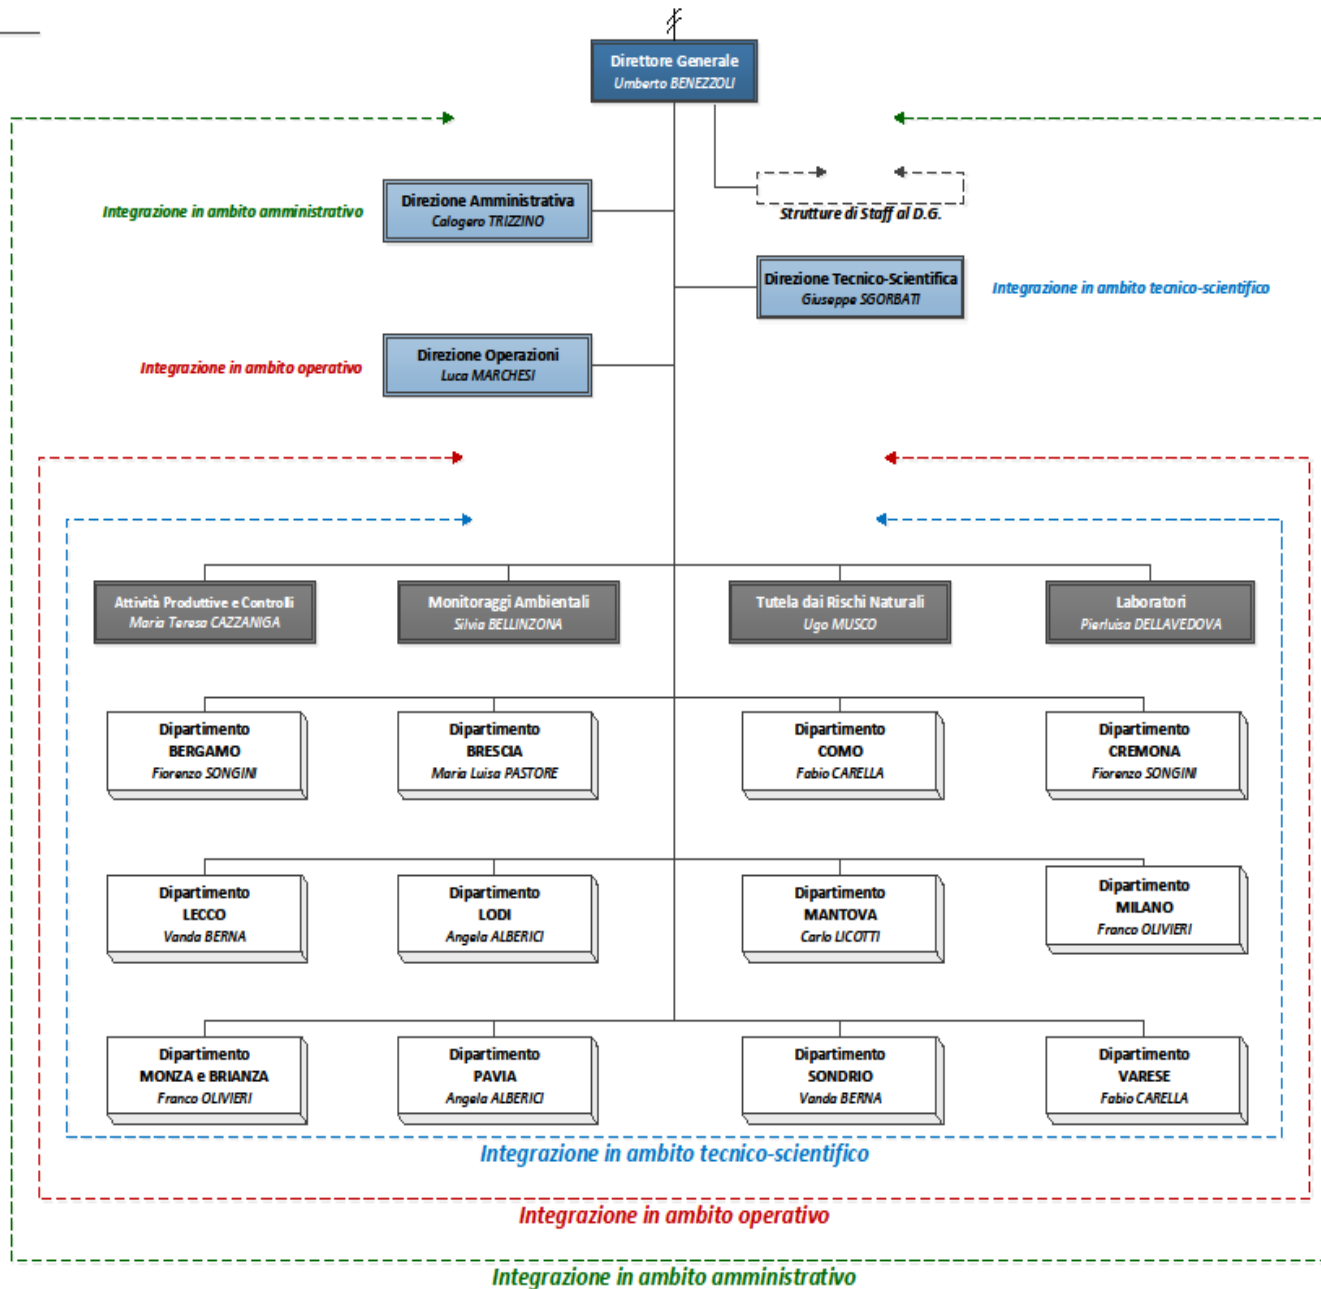 Direttore Generale
Umberto BENEZZOLI
Direzione Amministrativa
Calogero TRIZZINO
Integrazione in ambito amministrativo
Strutture di Staff al D.G.
Direzione Tecnico-Scientifica
Giuseppe SGORBATI
Integrazione in ambito tecnico-scientifico
Direzione Operazioni
Luca MARCHESI
Integrazione in ambito operativo
Attività Produttive e Controlli
Maria Teresa CAZZANIGA
Monitoraggi Ambientali
Silvia BELLINZONA
Tutela dai Rischi Naturali
Ugo MUSCO
Laboratori
Pierluisa DELLAVEDOVA
Dipartimento
BERGAMO
Fiorenzo SONGINI
Dipartimento
BRESCIA
Maria Luisa PASTORE
Dipartimento
COMO
Fabio CARELLA
Dipartimento
CREMONA
Fiorenzo SONGINI
Dipartimento
LECCO
Vanda BERNA
Dipartimento
LODI
Angela ALBERICI
Dipartimento
MANTOVA
Carlo LICOTTI
Dipartimento
MILANO
Franco OLIVIERI
Dipartimento
MONZA e BRIANZA
Franco OLIVIERI
Dipartimento
PAVIA
Angela ALBERICI
Dipartimento
SONDRIO
Vanda BERNA
Dipartimento
VARESE
Fabio CARELLA
Integrazione in ambito tecnico-scientifico
Integrazione in ambito operativo
Integrazione in ambito amministrativo